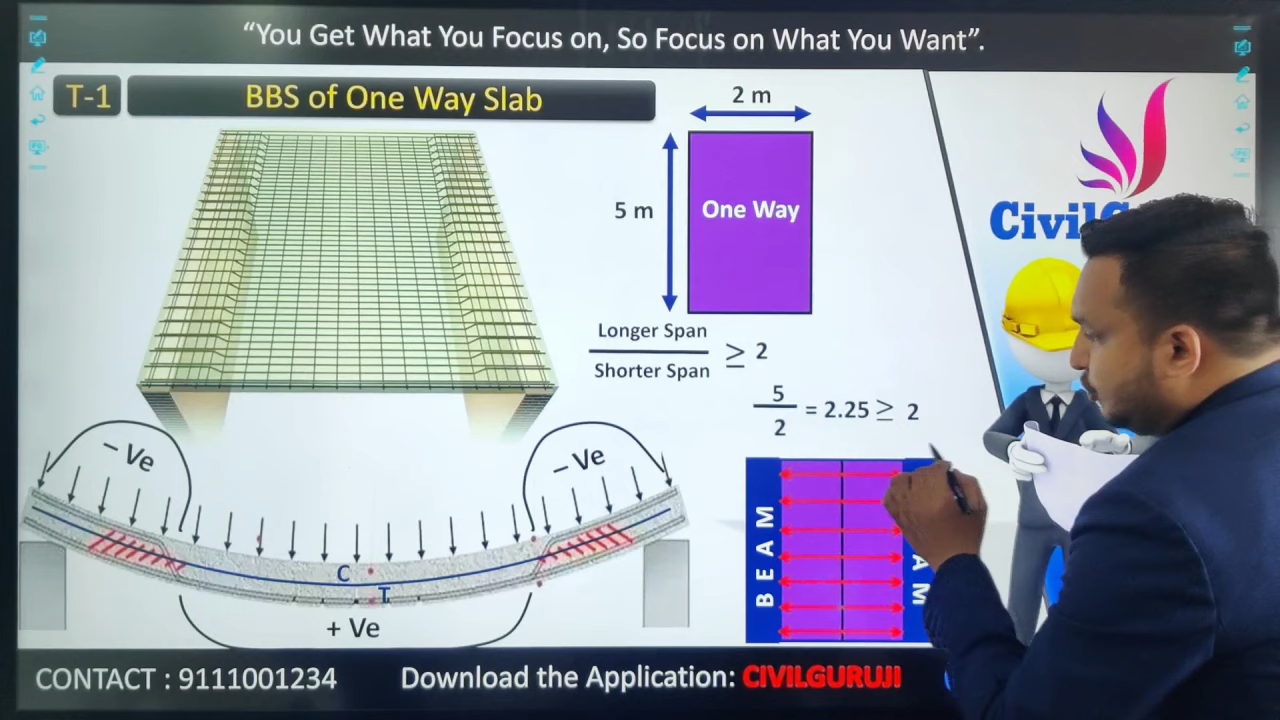 “You Get What You Focus on, So Focus on What You Want”.
T-1
BBS of One Way Slab
2 m
5 m
One Way
Longer Span
Shorter Span
≥ 2
5
2
= 2.25 ≥ 2
- Ve
- Ve
C
T
+ Ve
BEAM
AM
CONTACT : 9111001234
Download the Application: CIVILGURUJI